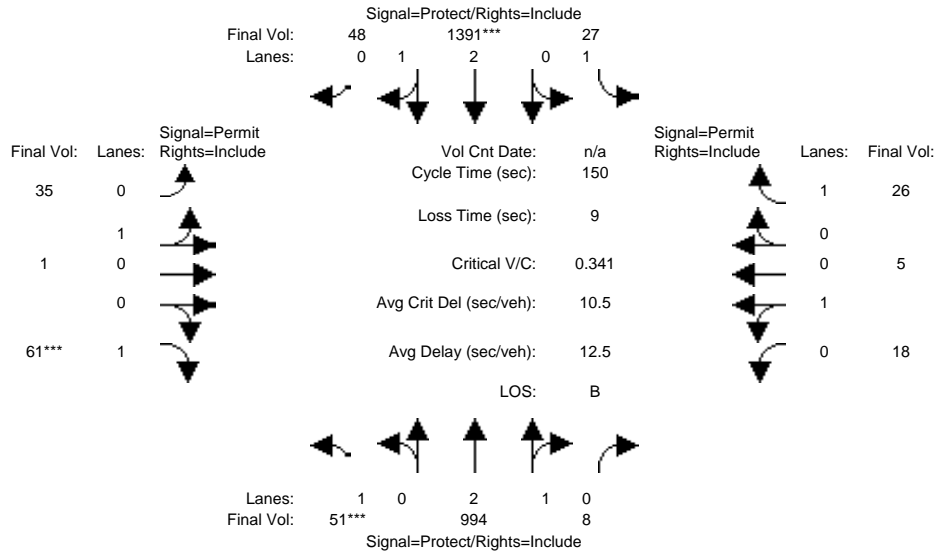 Signal=Protect/Rights=Include
Final Vol: 48 1391*** 27
Lanes: 0 1 2 0 1
Signal=Permit Signal=Permit
Final Vol: Lanes: Rights=Include Vol Cnt Date: n/a Rights=Include Lanes: Final Vol:
Cycle Time (sec): 150
35 0 1 26
Loss Time (sec): 9
1 0
1 0 Critical V/C: 0.341 0 5
0 Avg Crit Del (sec/veh): 10.5 1
61*** 1 Avg Delay (sec/veh): 12.5 0 18
LOS: B
Lanes: 1 0 2 1 0
Final Vol: 51*** 994 8
Signal=Protect/Rights=Include